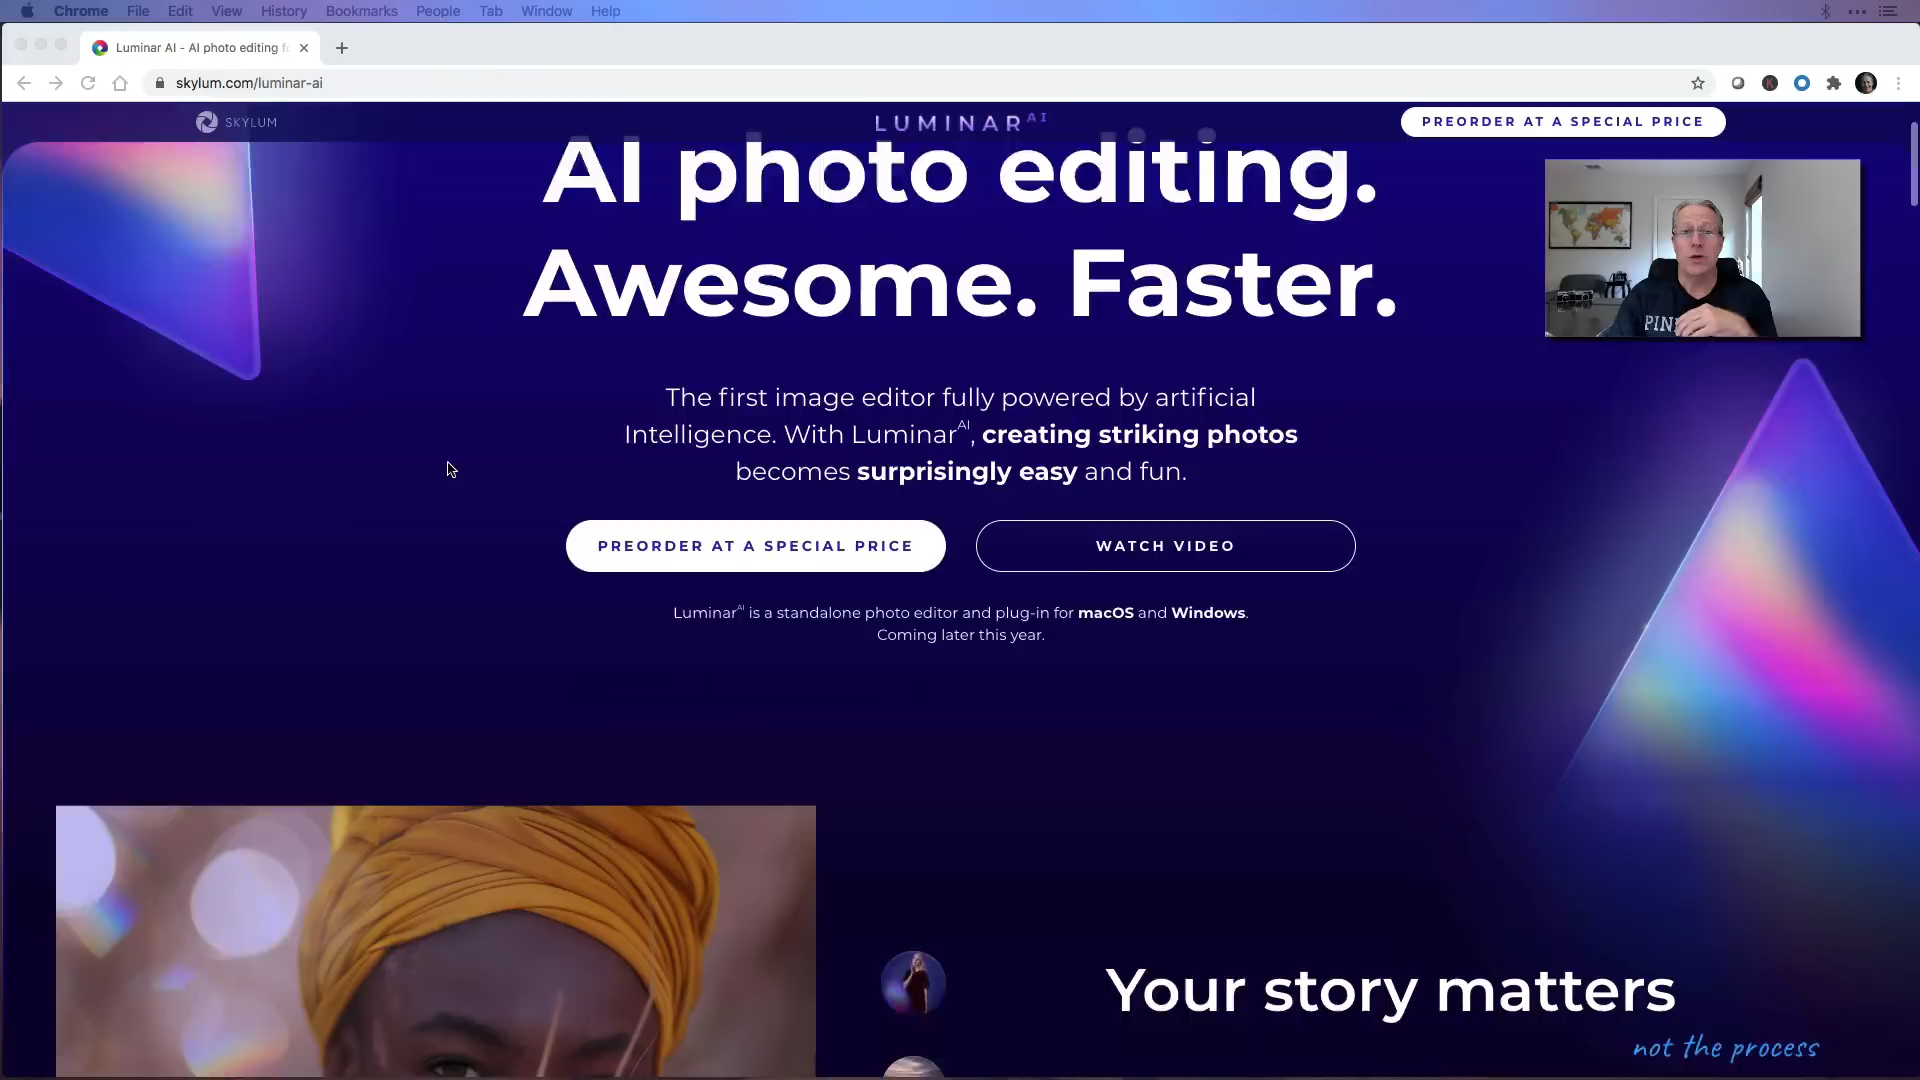 Chrome File Edit View History Bookmarks People Tab Window Help
Luminar AI - AI photo editing
skylum.com/luminar-ai
SKYLUM
LUMINAR AI
PREORDER AT A SPECIAL PRICE
AI photo editing.
Awesome. Faster.
The first image editor fully powered by artificial
Intelligence. With Luminar AI, creating striking photos
becomes surprisingly easy and fun.
PREORDER AT A SPECIAL PRICE
WATCH VIDEO
Luminar AI is a standalone photo editor and plug-in for macOS and Windows.
Coming later this year.
Your story matters
not the process